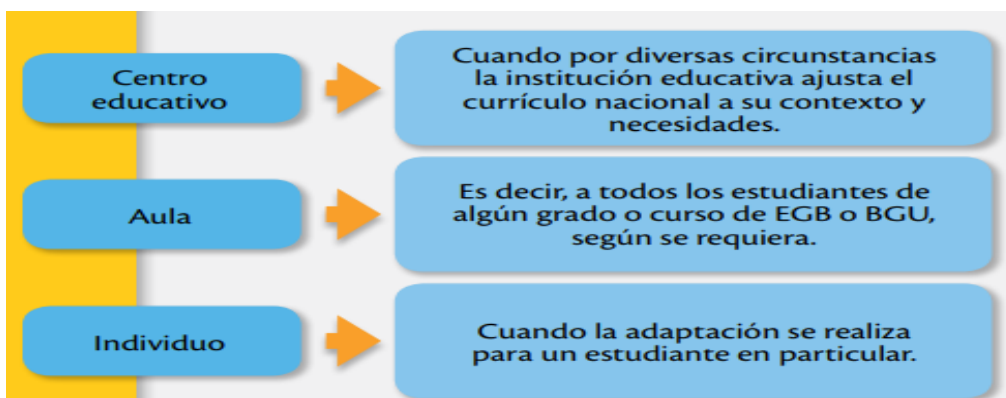 Centro
educativo
Cuando por diversas circunstancias
la institución educativa ajusta el
currículo nacional a su contexto y
necesidades.
Aula
Es decir, a todos los estudiantes de
algún grado o curso de EGB o BGU,
según se requiera.
Individuo
Cuando la adaptación se realiza
para un estudiante en particular.